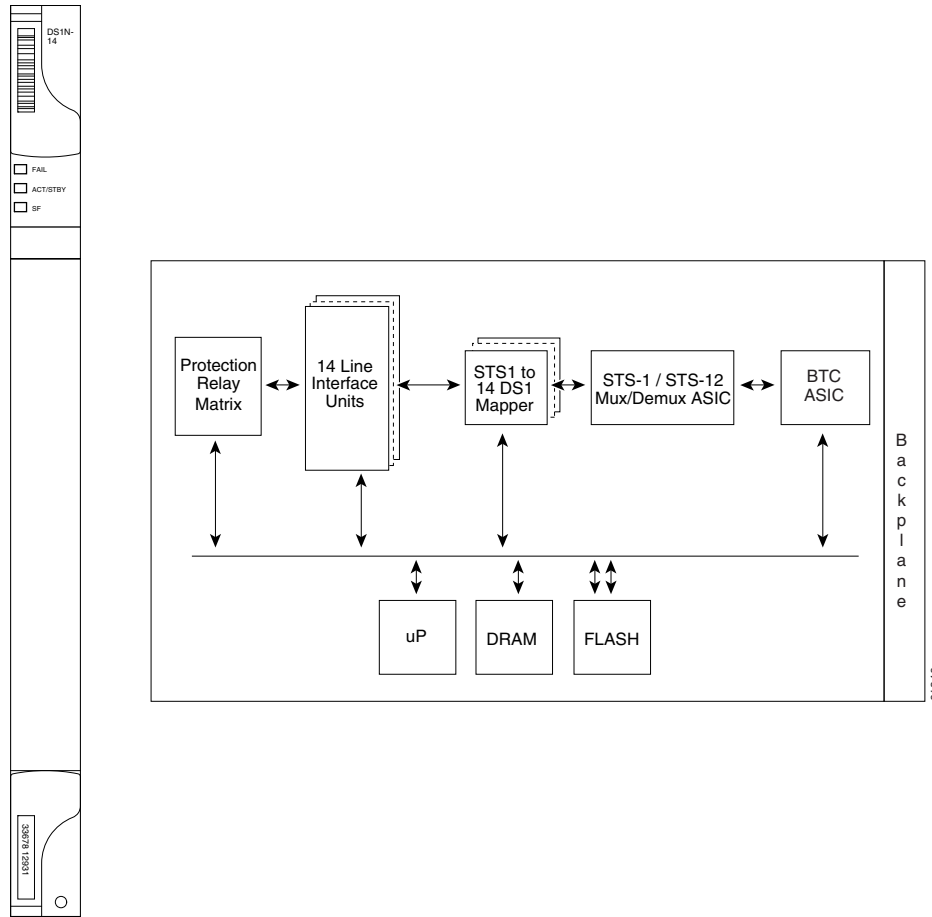 DS1N-
14
FAIL
ACT/STBY
SF
33678 12931
Protection
Relay
Matrix
14 Line
Interface
Units
STS1 to
14 DS1
Mapper
STS-1 / STS-12
Mux/Demux ASIC
BTC
ASIC
uP
DRAM
FLASH
Backplane